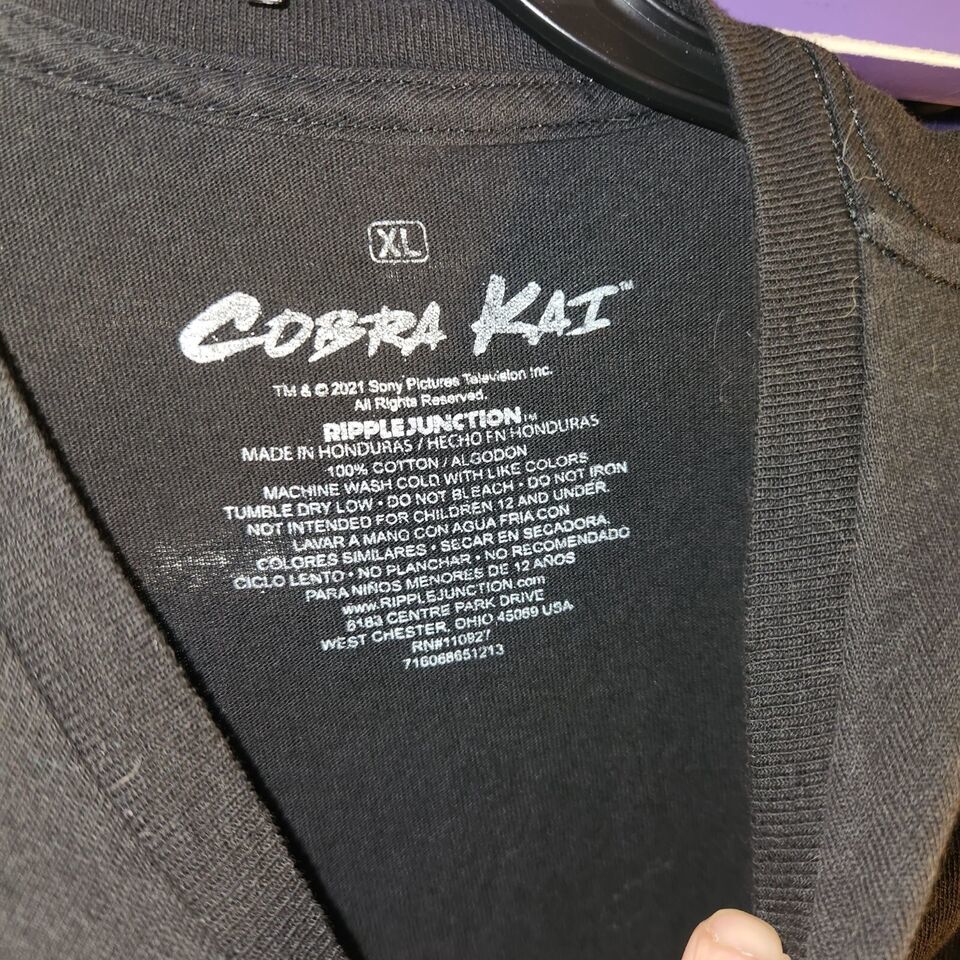 XL
COBRA KAI™
TM & © 2021 Sony Pictures Television Inc.
All Rights Reserved.
RIPPLE JUNCTION™
MADE IN HONDURAS / HECHO EN HONDURAS
100% COTTON / ALGODON
MACHINE WASH COLD WITH LIKE COLORS
TUMBLE DRY LOW • DO NOT BLEACH • DO NOT IRON
NOT INTENDED FOR CHILDREN 12 AND UNDER.
LAVAR A MANO CON AGUA FRIA CON
COLORES SIMILARES • SECAR EN SECADORA.
CICLO LENTO • NO PLANCHAR • NO RECOMENDADO
PARA NIÑOS MENORES DE 12 AÑOS
www.RIPPLEJUNCTION.com
6183 CENTRE PARK DRIVE
WEST CHESTER, OHIO 45069 USA
RN#110927
716068651213